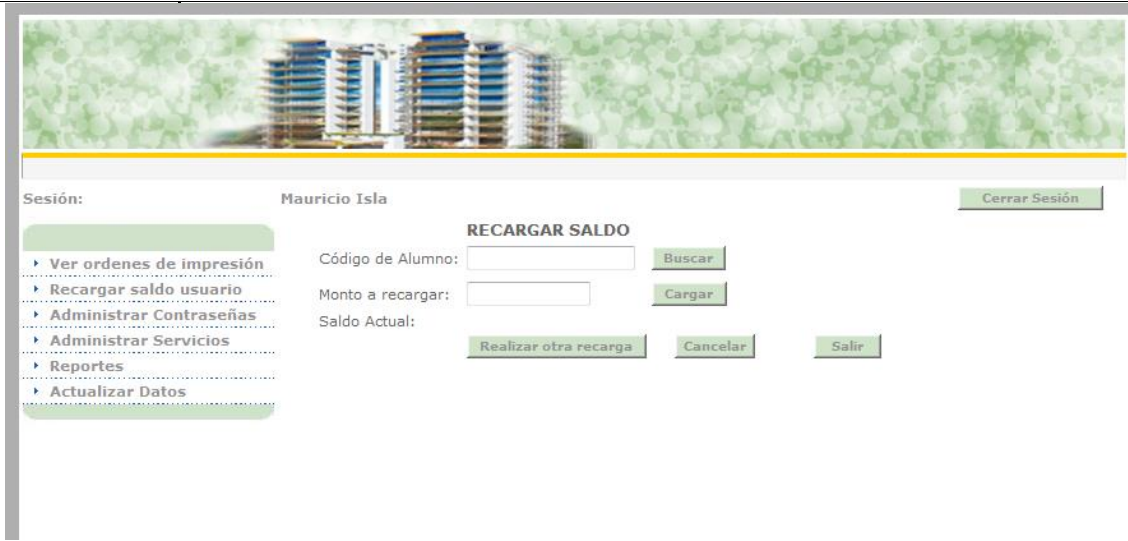 Sesión: Mauricio Isla Cerrar Sesión
RECARGAR SALDO
Ver ordenes de impresión
Recargar saldo usuario
Administrar Contraseñas
Administrar Servicios
Reportes
Actualizar Datos
Código de Alumno: Buscar
Monto a recargar: Cargar
Saldo Actual:
Realizar otra recarga Cancelar Salir